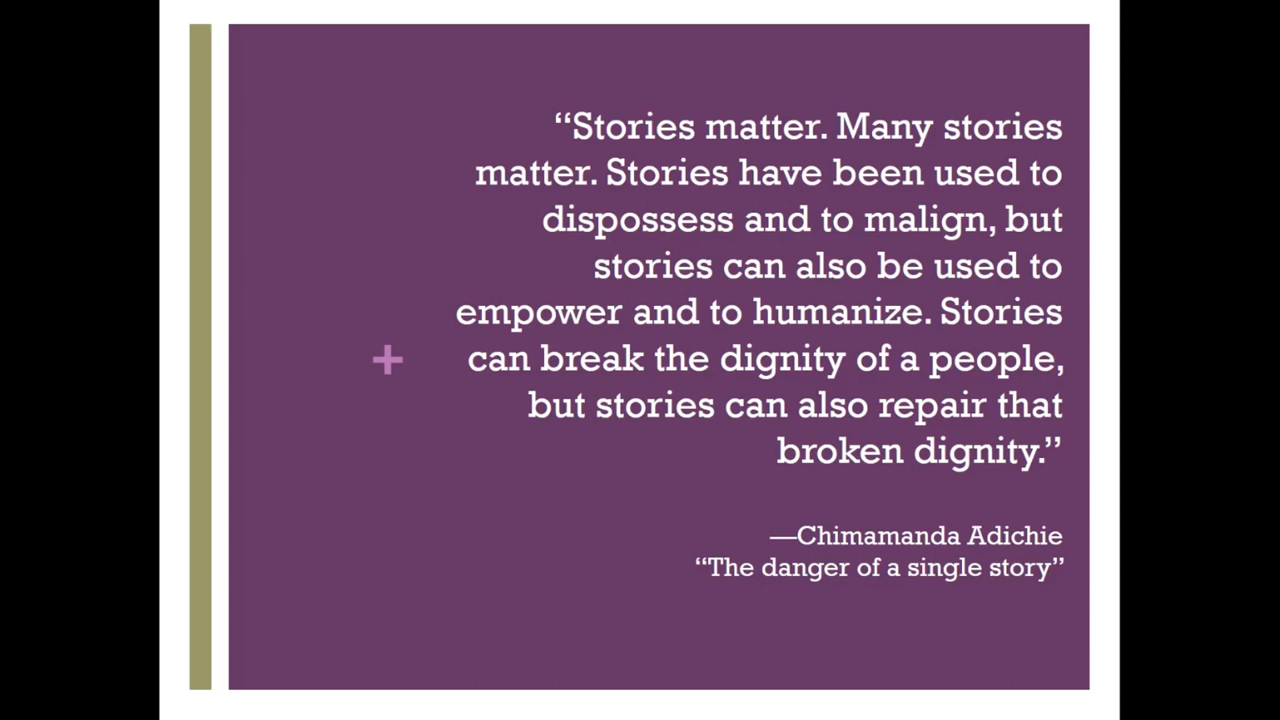 “Stories matter. Many stories
matter. Stories have been used to
dispossess and to malign, but
stories can also be used to
empower and to humanize. Stories
can break the dignity of a people,
but stories can also repair that
broken dignity.”
—Chimamanda Adichie
“The danger of a single story”